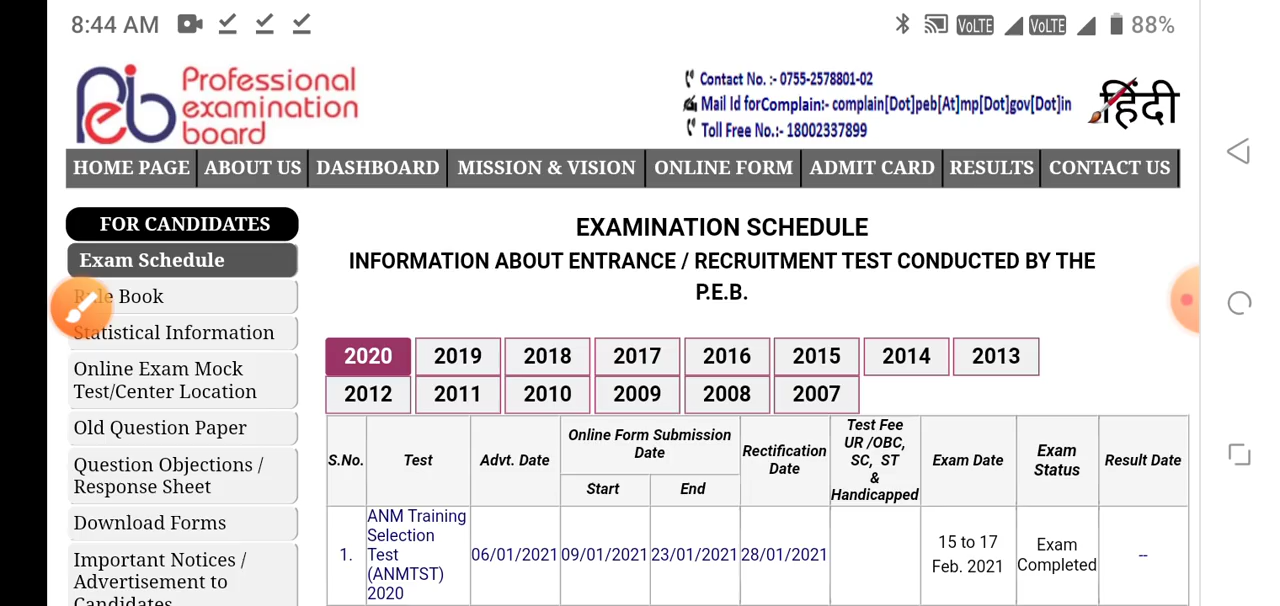 8:44 AM
VoLTE VoLTE 88%
Peb Professional
examination
board
Contact No. :- 0755-2578801-02
Mail Id forComplain:- complain[Dot]peb[At]mp[Dot]gov[Dot]in
Toll Free No.:- 18002337899
हिंदी
HOME PAGE ABOUT US DASHBOARD MISSION & VISION ONLINE FORM ADMIT CARD RESULTS CONTACT US
FOR CANDIDATES
Exam Schedule
Book
Statistical Information
Online Exam Mock
Test/Center Location
Old Question Paper
Question Objections /
Response Sheet
Download Forms
Important Notices /
Advertisement to
Candidates
EXAMINATION SCHEDULE
INFORMATION ABOUT ENTRANCE / RECRUITMENT TEST CONDUCTED BY THE
P.E.B.
2020 2019 2018 2017 2016 2015 2014 2013
2012 2011 2010 2009 2008 2007
S.No.
Test
Advt. Date
Online Form Submission
Date
Start
End
Rectification
Date
Test Fee
UR /OBC,
SC, ST
&
Handicapped
Exam Date
Exam
Status
Result Date
1.
ANM Training
Selection
Test
(ANMTST)
2020
06/01/2021
09/01/2021
23/01/2021
28/01/2021
15 to 17
Feb. 2021
Exam
Completed
--